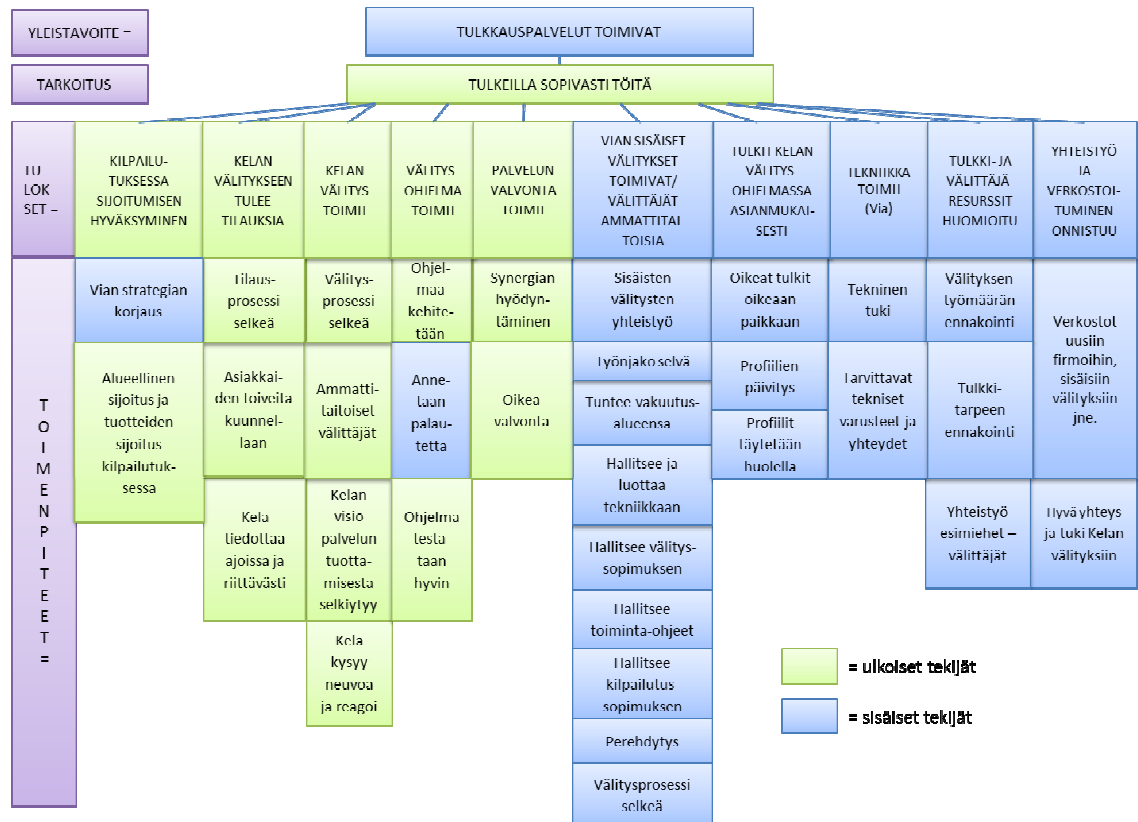 YLEISTAVOITE –
TULKKAUSPALVELUT TOIMIVAT
TARKOITUS
TULKEILLA SOPIVASTI TÖITÄ
TU
LOK
SET –
KILPAILU-
TUKSESSA
SIJOITUMISEN
HYVÄKSYMINEN
KELAN
VÄLITYKSEEN
TULEE
TILAUKSIA
KELAN
VÄLITYS
TOIMII
VÄLITYS
OHJELMA
TOIMII
PALVELUN
VALVONTA
TOIMII
VIAN SISÄISET
VÄLITYKSET
TOIMIVAT/
VÄLITTÄJÄT
AMMATTITAI
TOISIA
TULKIT KELAN
VÄLITYS
OHJELMASSA
ASIANMUKAI-
SESTI
TEKNIIKKA
TOIMII
(Via)
TULKKI- JA
VÄLITTÄJÄ
RESURSSIT
HUOMIOITU
YHTEISTYÖ
JA
VERKOSTOI-
TUMINEN
ONNISTUU
T
O
I
M
E
N
P
I
T
E
E
T
=
Vian strategian
korjaus
Alueellinen
sijoitus ja
tuotteiden
sijoitus
kilpailutuk-
sessa
Tilaus-
prosessi
selkeä
Asiakkai-
den toiveita
kuunnel-
laan
Kela
tiedottaa
ajoissa ja
riittävästi
Välitys-
prosessi
selkeä
Ammatti-
taitoiset
välittäjät
Kelan
visio
palvelun
tuotta-
misesta
selkiytyy
Kela
kysyy
neuvoa
ja reagoi
Ohjel-
maa
kehite-
tään
Anne-
taan
palau-
tetta
Ohjelma
testa
taan
hyvin
Synergian
hyödyn-
täminen
Oikea
valvonta
Sisäisten
välitysten
yhteistyö
Työnjako selvä
Tuntee vakuutus-
alueensa
Hallitsee ja
luottaa
tekniikkaan
Hallitsee välitys-
sopimuksen
Hallitsee
toiminta-ohjeet
Hallitsee
kilpailutus
sopimuksen
Perehdytys
Välitysprosessi
selkeä
Oikeat tulkit
oikeaan
paikkaan
Profiilien
päivitys
Profiilit
täytetään
huolella
Tekninen
tuki
Tarvittavat
tekniset
varusteet ja
yhteydet
Välityksen
työmäärän
ennakointi
Tulkki-
tarpeen
ennakointi
Yhteistyö
esimiehet –
välittäjät
Verkostot
uusiin
firmoihin,
sisäisiin
välityksiin
jne.
Hyvä yhteys
ja tuki Kelan
välityksiin
= ulkoiset tekijät
= sisäiset tekijät